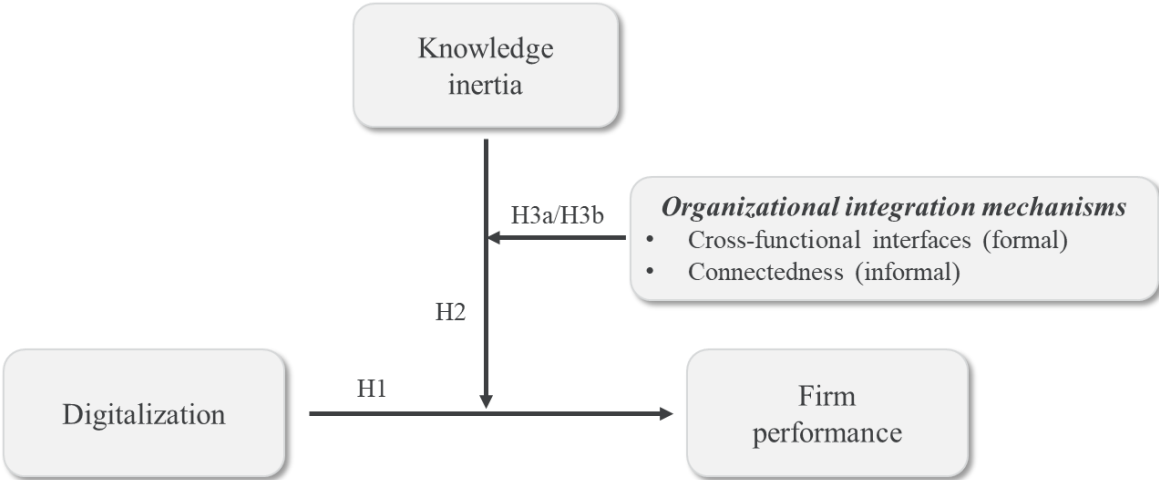 Knowledge
inertia
H3a/H3b
Organizational integration mechanisms
• Cross-functional interfaces (formal)
• Connectedness (informal)
H2
H1
Digitalization
Firm
performance